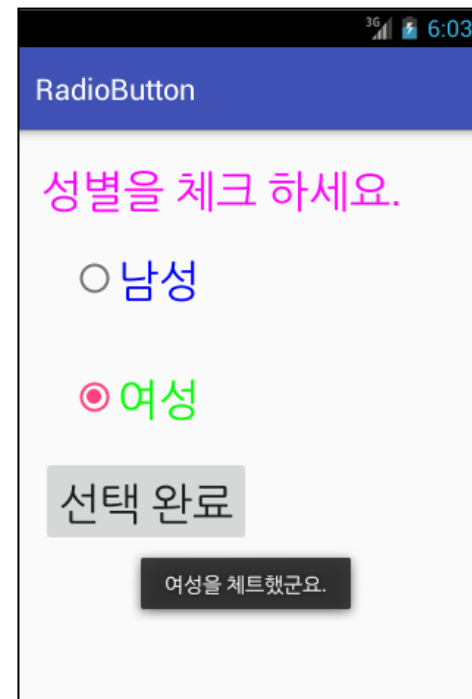 3G 6:03
RadioButton
성별을 체크 하세요.
남성
여성
선택 완료
여성을 체트했군요.